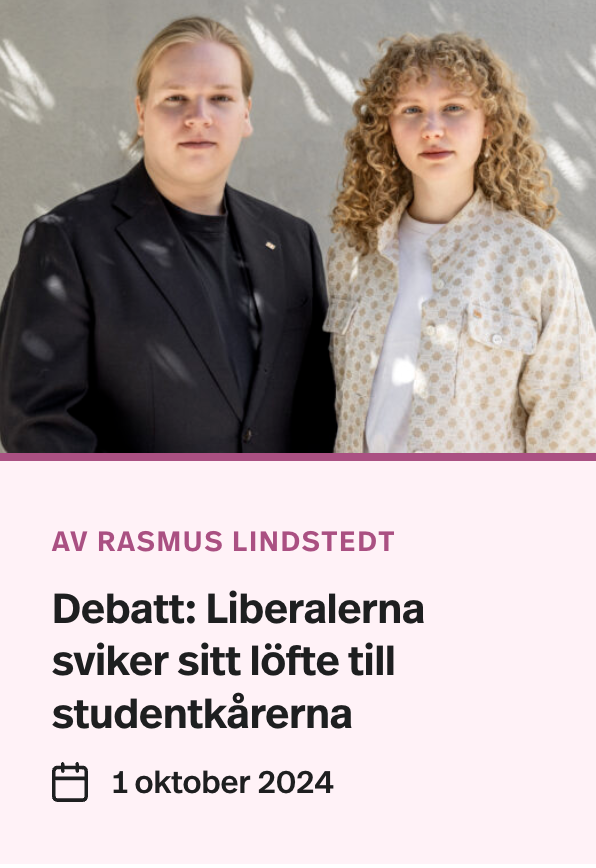 AV RASMUS LINDSTEDT
Debatt: Liberalerna
sviker sitt löfte till
studentkårerna
1 oktober 2024